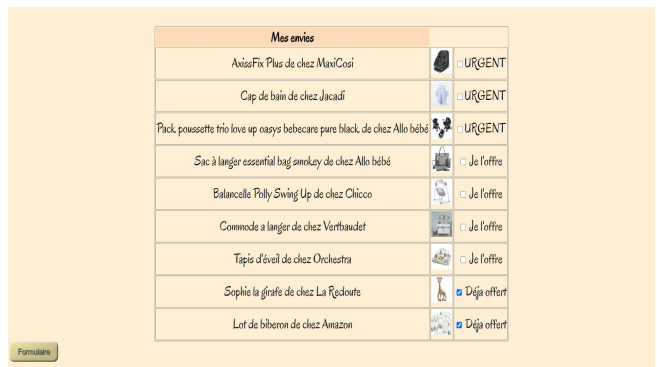 Mes envies
AxissFix Plus de chez MaxiCosi URGENT
Cap de bain de chez Jacadi URGENT
Pack poussette trio love up oasys bebecare pure black de chez Allo bébé URGENT
Sac à langer essential bag smokey de chez Allo bébé Je l'offre
Balancelle Polly Swing Up de chez Chicco Je l'offre
Commode a langer de chez Vertbaudet Je l'offre
Tapis d'éveil de chez Orchestra Je l'offre
Sophie la girafe de chez La Redoute Déja offert
Lot de biberon de chez Amazon Déja offert
Formulaire